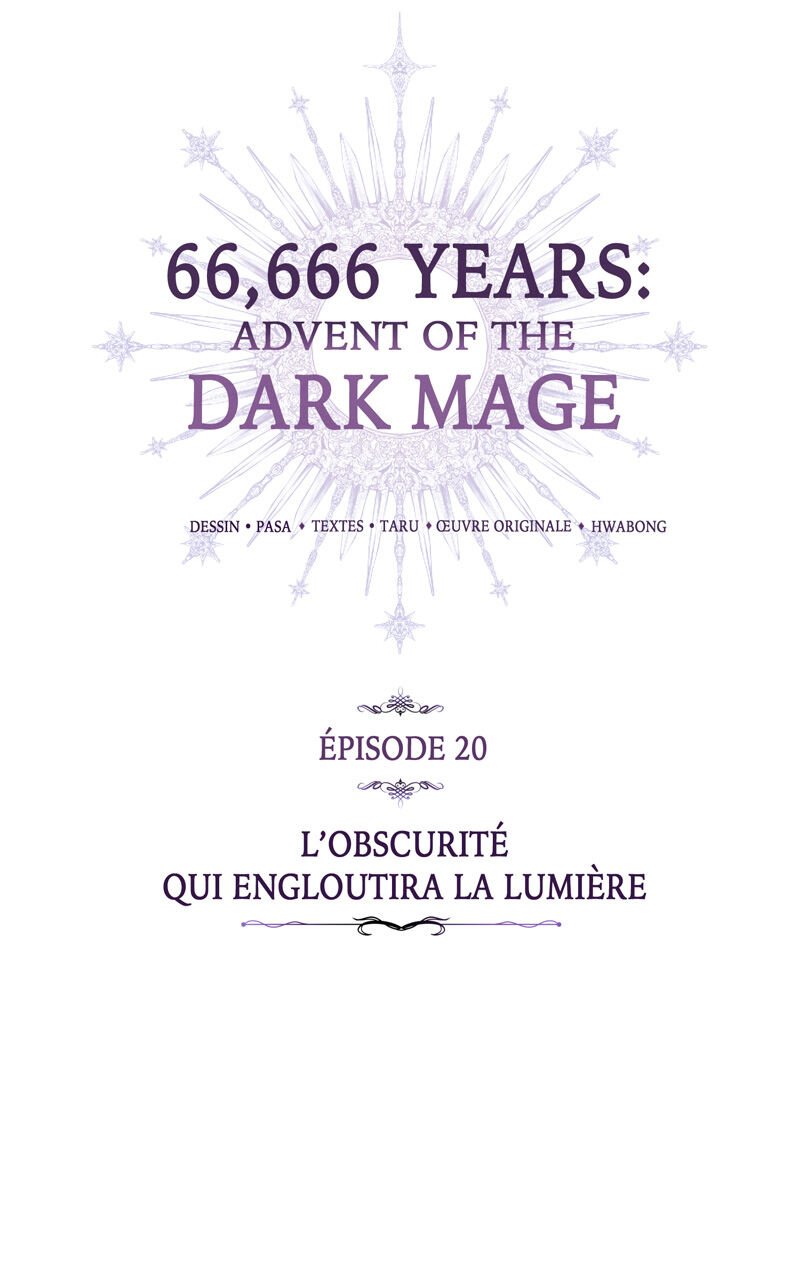 66,666 YEARS:
ADVENT OF THE
DARK MAGE
DESSIN • PASA ♦ TEXTES • TARU ♦ ŒUVRE ORIGINALE ♦ HWABONG
ÉPISODE 20
L’OBSCURITÉ
QUI ENGLOUTIRA LA LUMIÈRE